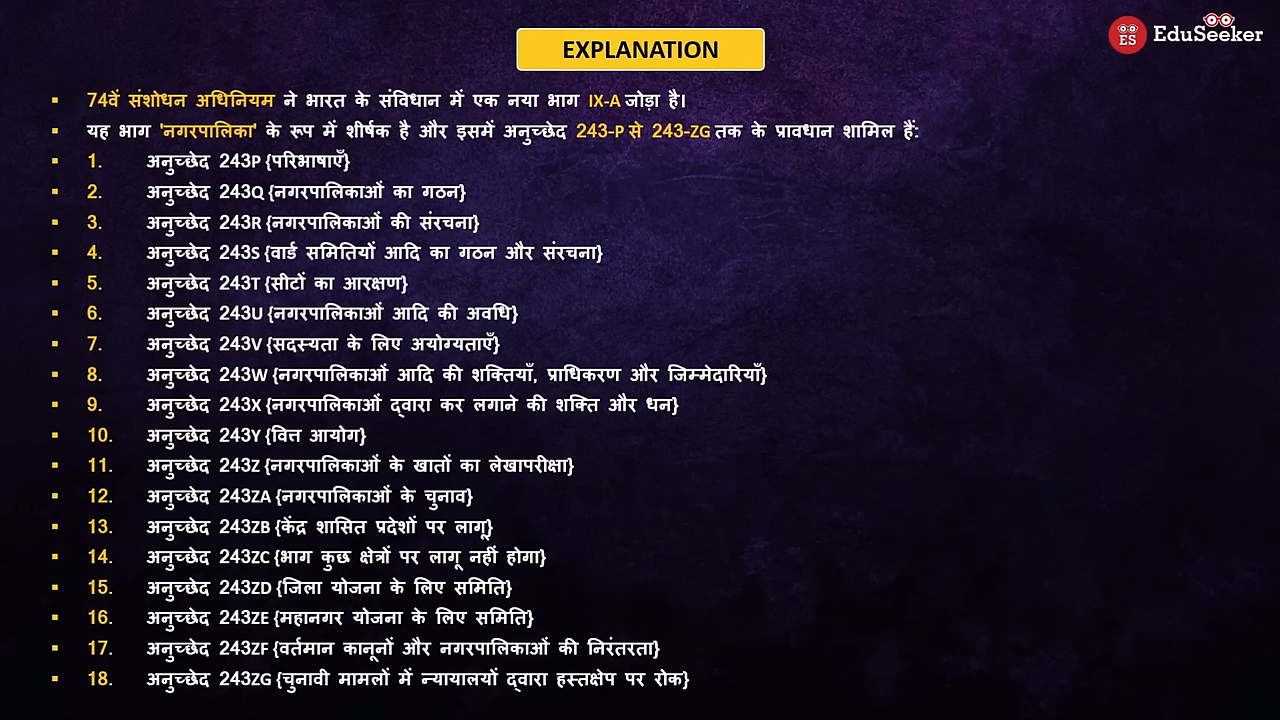 EXPLANATION
ES EduSeeker
▪ 74वें संशोधन अधिनियम ने भारत के संविधान में एक नया भाग IX-A जोड़ा है।
▪ यह भाग 'नगरपालिका' के रूप में शीर्षक है और इसमें अनुच्छेद 243-P से 243-ZG तक के प्रावधान शामिल हैं:
▪ 1. अनुच्छेद 243P {परिभाषाएँ}
▪ 2. अनुच्छेद 243Q {नगरपालिकाओं का गठन}
▪ 3. अनुच्छेद 243R {नगरपालिकाओं की संरचना}
▪ 4. अनुच्छेद 243S {वार्ड समितियों आदि का गठन और संरचना}
▪ 5. अनुच्छेद 243T {सीटों का आरक्षण}
▪ 6. अनुच्छेद 243U {नगरपालिकाओं आदि की अवधि}
▪ 7. अनुच्छेद 243V {सदस्यता के लिए अयोग्यताएँ}
▪ 8. अनुच्छेद 243W {नगरपालिकाओं आदि की शक्तियाँ, प्राधिकरण और जिम्मेदारियाँ}
▪ 9. अनुच्छेद 243X {नगरपालिकाओं द्वारा कर लगाने की शक्ति और धन}
▪ 10. अनुच्छेद 243Y {वित्त आयोग}
▪ 11. अनुच्छेद 243Z {नगरपालिकाओं के खातों का लेखापरीक्षा}
▪ 12. अनुच्छेद 243ZA {नगरपालिकाओं के चुनाव}
▪ 13. अनुच्छेद 243ZB {केंद्र शासित प्रदेशों पर लागू}
▪ 14. अनुच्छेद 243ZC {भाग कुछ क्षेत्रों पर लागू नहीं होगा}
▪ 15. अनुच्छेद 243ZD {जिला योजना के लिए समिति}
▪ 16. अनुच्छेद 243ZE {महानगर योजना के लिए समिति}
▪ 17. अनुच्छेद 243ZF {वर्तमान कानूनों और नगरपालिकाओं की निरंतरता}
▪ 18. अनुच्छेद 243ZG {चुनावी मामलों में न्यायालयों द्वारा हस्तक्षेप पर रोक}